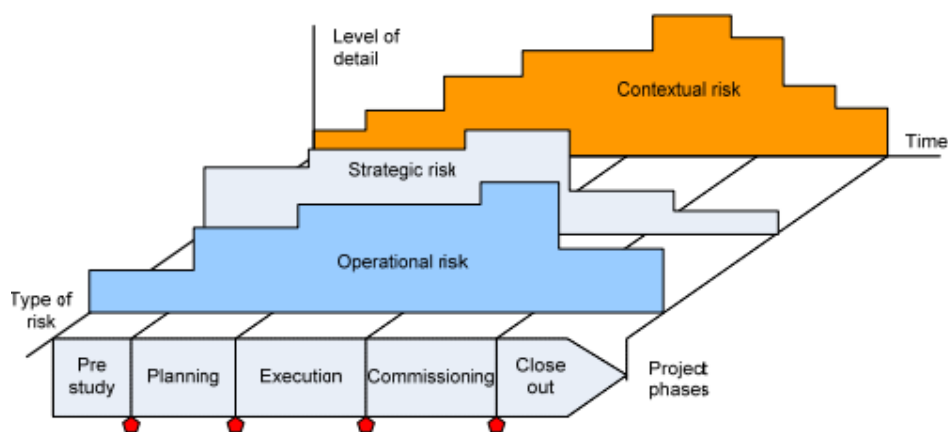 Level of
detail
Contextual risk
Time
Strategic risk
Operational risk
Type of
risk
Pre
study
Planning
Execution
Commissioning
Close
out
Project
phases